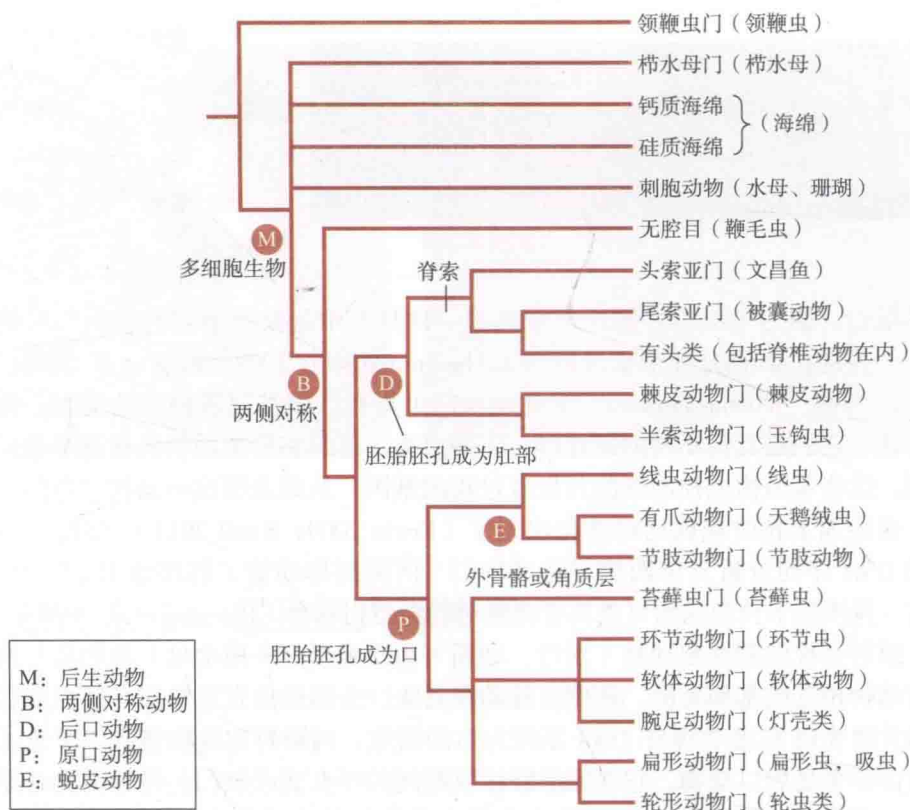 领鞭虫门（领鞭虫）
栉水母门（栉水母）
钙质海绵
（海绵）
硅质海绵
刺胞动物（水母、珊瑚）
M
多细胞生物
无腔目（鞭毛虫）
脊索
头索亚门（文昌鱼）
尾索亚门（被囊动物）
有头类（包括脊椎动物在内）
B
两侧对称
D
棘皮动物门（棘皮动物）
半索动物门（玉钩虫）
胚胎胚孔成为肛部
线虫动物门（线虫）
有爪动物门（天鹅绒虫）
E
节肢动物门（节肢动物）
外骨骼或角质层
苔藓虫门（苔藓虫）
P
胚胎胚孔成为口
环节动物门（环节虫）
软体动物门（软体动物）
腕足动物门（灯壳类）
扁形动物门（扁形虫，吸虫）
轮形动物门（轮虫类）
M：后生动物
B：两侧对称动物
D：后口动物
P：原口动物
E：蜕皮动物